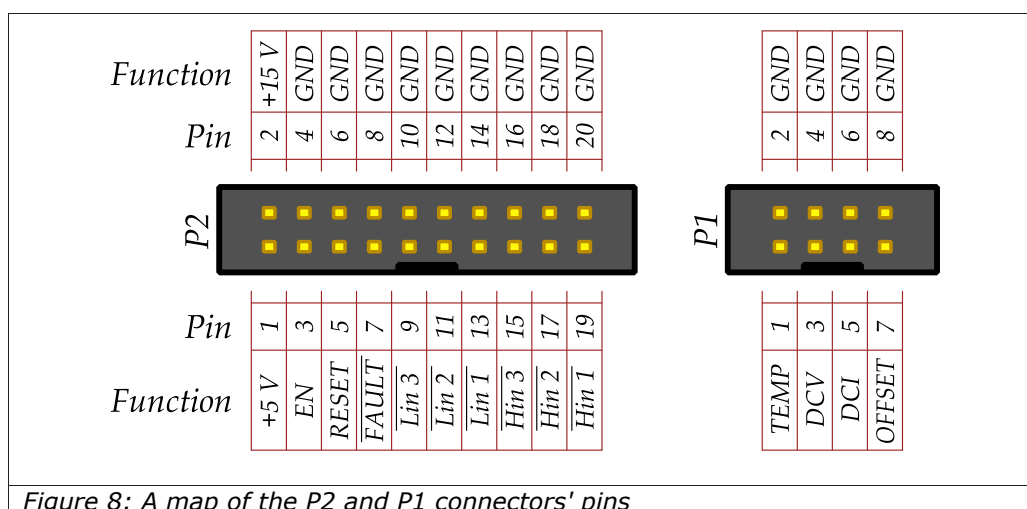 Function +15 V GND GND GND GND GND GND GND GND GND GND GND GND GND
Pin 2 4 6 8 10 12 14 16 18 20 2 4 6 8
P2 P1
Pin 1 3 5 7 9 11 13 15 17 19 1 3 5 7
Function +5 V EN RESET FAULT Lin 3 Lin 2 Lin 1 Hin 3 Hin 2 Hin 1 TEMP DCV DCI OFFSET
Figure 8: A map of the P2 and P1 connectors' pins